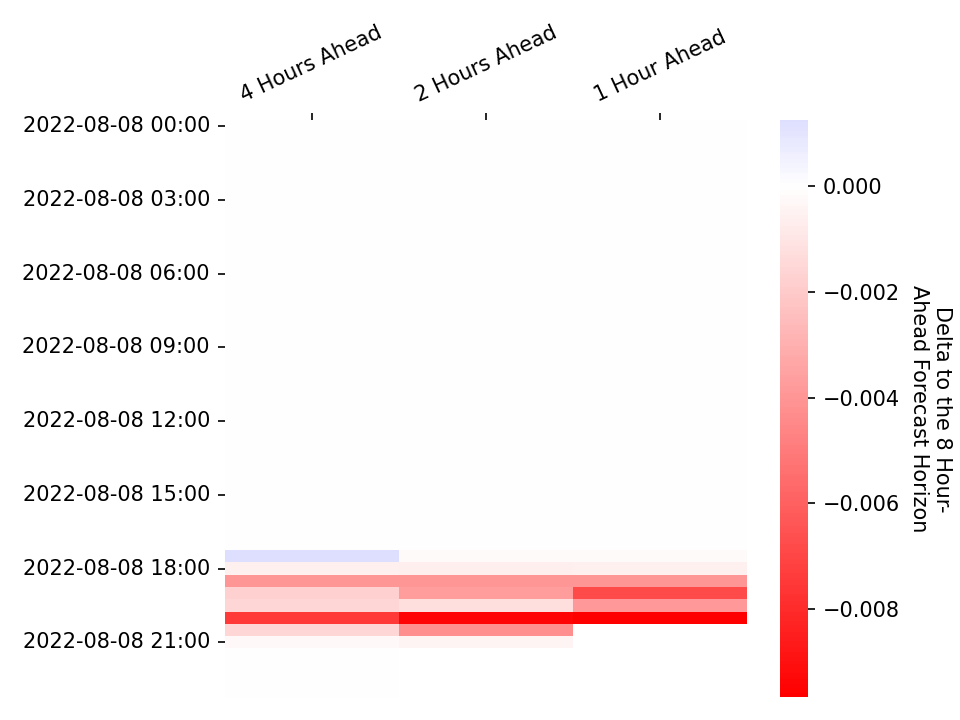 4 Hours Ahead
2 Hours Ahead
1 Hour Ahead
2022-08-08 00:00
2022-08-08 03:00
2022-08-08 06:00
2022-08-08 09:00
2022-08-08 12:00
2022-08-08 15:00
2022-08-08 18:00
2022-08-08 21:00
0.000
−0.002
−0.004
−0.006
−0.008
Delta to the 8 Hour-
Ahead Forecast Horizon